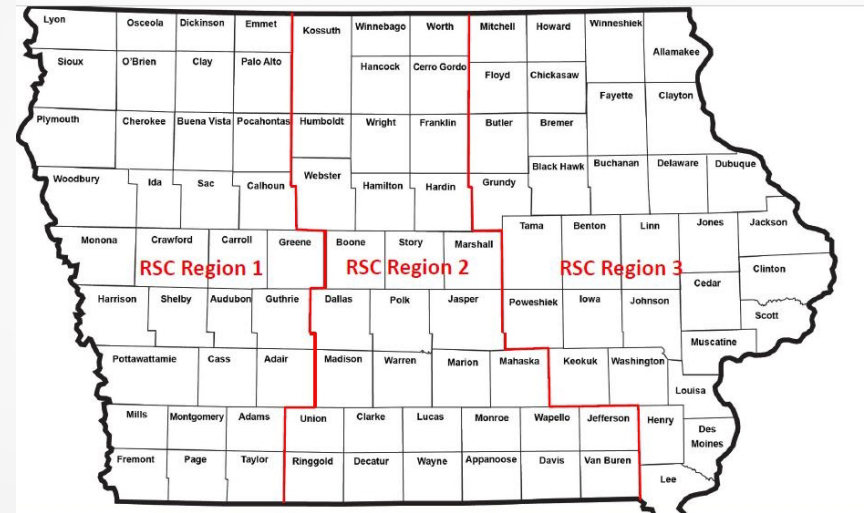 Lyon Osceola Dickinson Emmet Kossuth Winnebago Worth Mitchell Howard Winneshiek
Allamakee
Sioux O'Brien Clay Palo Alto Hancock Cerro Gordo Floyd Chickasaw
Fayette Clayton
Plymouth Cherokee Buena Vista Pocahontas Humboldt Wright Franklin Butler Bremer
Black Hawk Buchanan Delaware Dubuque
Woodbury Ida Sac Calhoun Webster Hamilton Hardin Grundy
Tama Benton Linn Jones Jackson
Monona Crawford Carroll Greene Boone Story Marshall
RSC Region 1 RSC Region 2 RSC Region 3
Clinton
Cedar
Harrison Shelby Audubon Guthrie Dallas Polk Jasper Poweshiek Iowa Johnson
Scott
Muscatine
Pottawattamie Cass Adair Madison Warren Marion Mahaska Keokuk Washington
Louisa
Mills Montgomery Adams Union Clarke Lucas Monroe Wapello Jefferson Henry
Des
Moines
Fremont Page Taylor Ringgold Decatur Wayne Appanoose Davis Van Buren
Lee